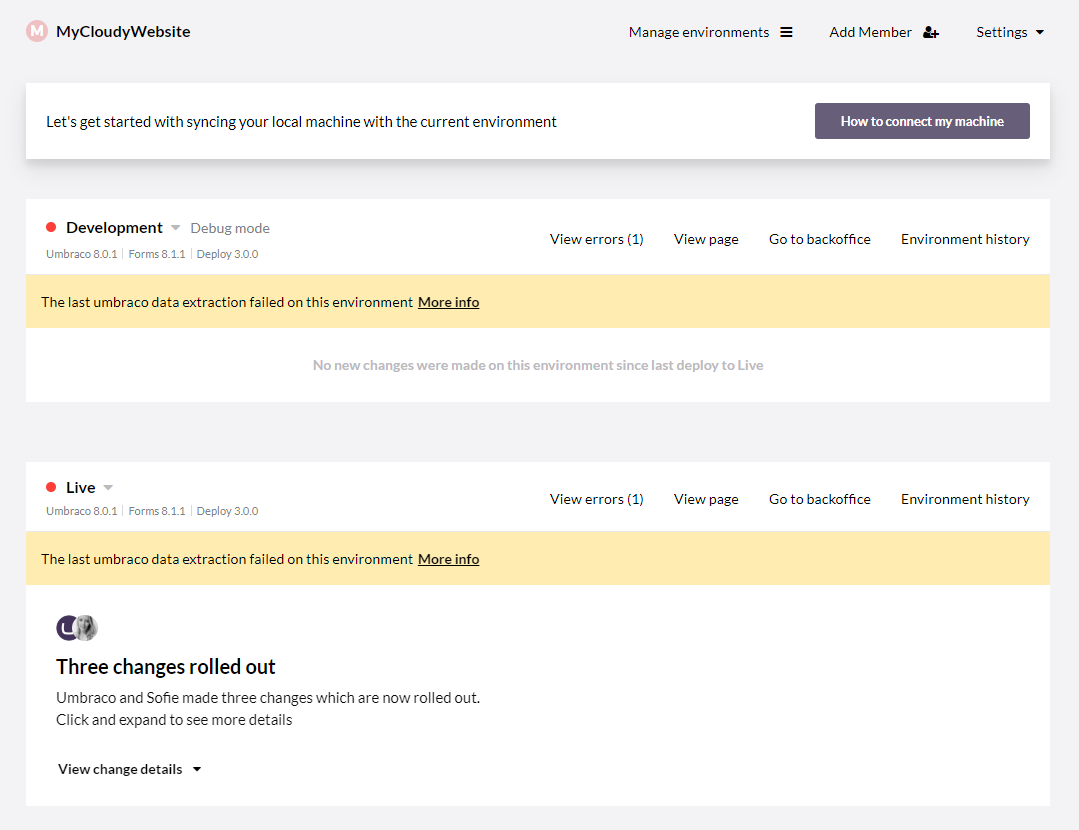 M MyCloudyWebsite Manage environments Add Member Settings
Let's get started with syncing your local machine with the current environment How to connect my machine
Development Debug mode
View errors (1) View page Go to backoffice Environment history
Umbraco 8.0.1 Forms 8.1.1 Deploy 3.0.0
The last umbraco data extraction failed on this environment More info
No new changes were made on this environment since last deploy to Live
Live
View errors (1) View page Go to backoffice Environment history
Umbraco 8.0.1 Forms 8.1.1 Deploy 3.0.0
The last umbraco data extraction failed on this environment More info
Three changes rolled out
Umbraco and Sofie made three changes which are now rolled out.
Click and expand to see more details
View change details